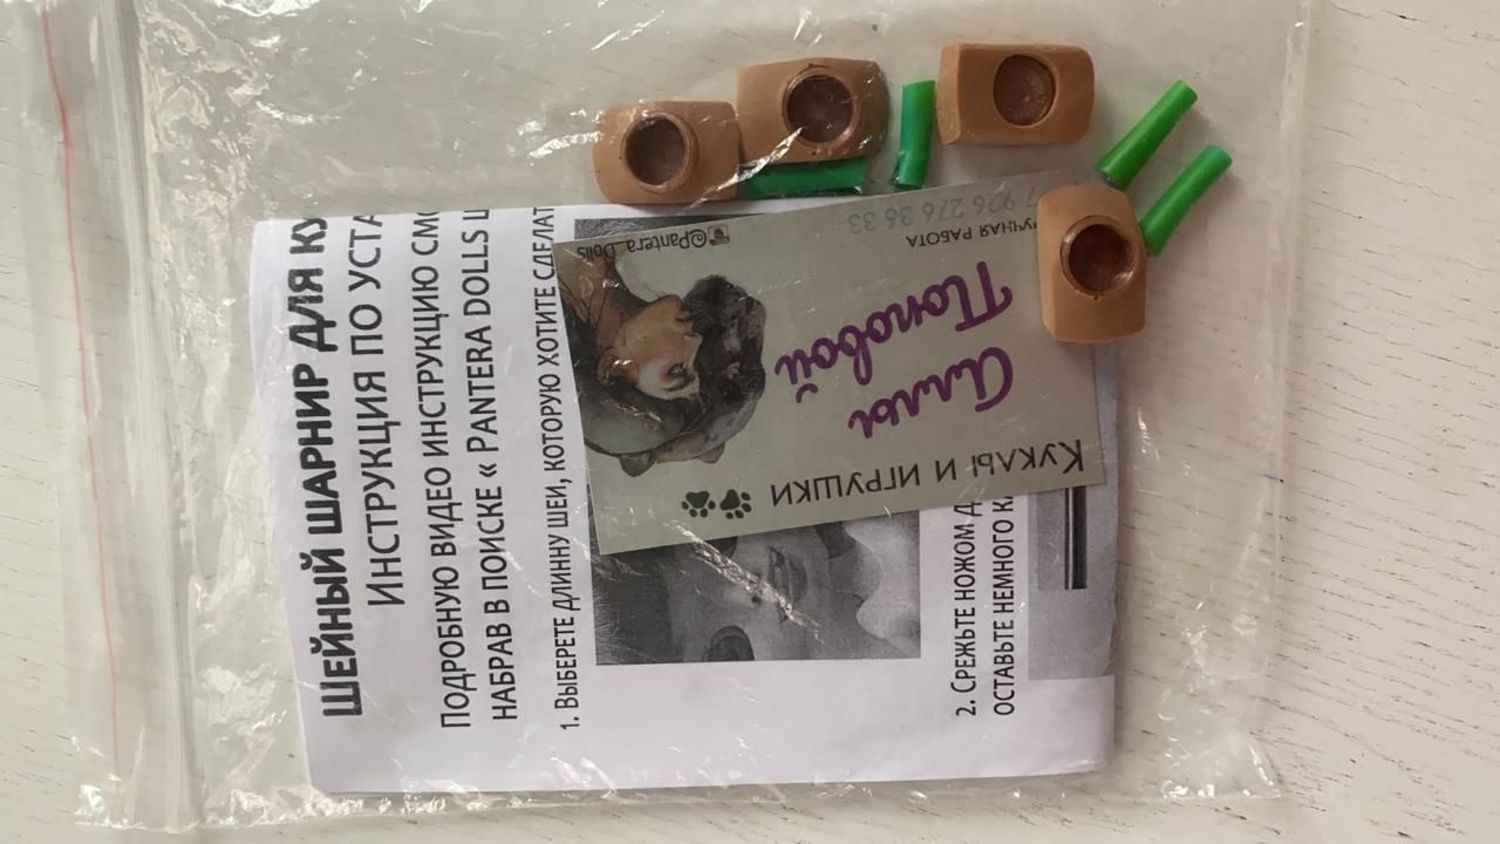 ШЕЙНЫЙ ШАРНИР ДЛЯ КУ
ИНСТРУКЦИЯ ПО УСТА
ПОДРОБНУЮ ВИДЕО ИНСТРУКЦИЮ СМО
НАБРАВ В ПОИСКЕ « PANTERA DOLLS Ц
1. ВЫБЕРЕТЕ ДЛИННУ ШЕИ, КОТОРУЮ ХОТИТЕ СДЕЛАТ
2. СРЕЖЬТЕ НОЖОМ Д
ОСТАВЬТЕ НЕМНОГО К
КУКЛЫ И ИГРУШКИ
Аллы
Поповой
РУЧНАЯ РАБОТА
7 926 276 36 33
@Pantera_Dolls